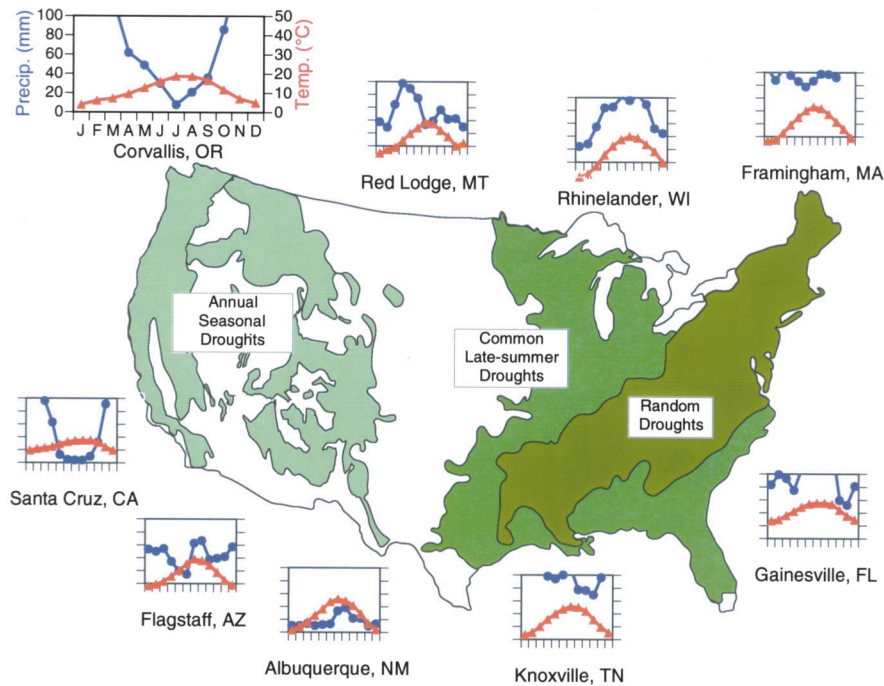 Precip. (mm)
100
80
60
40
20
0
50
40
30
20
10
0
Temp. (°C)
J F M A M J J A S O N D
Corvallis, OR
Red Lodge, MT
Rhinelander, WI
Framingham, MA
Annual
Seasonal
Droughts
Common
Late-summer
Droughts
Random
Droughts
Santa Cruz, CA
Flagstaff, AZ
Albuquerque, NM
Knoxville, TN
Gainesville, FL